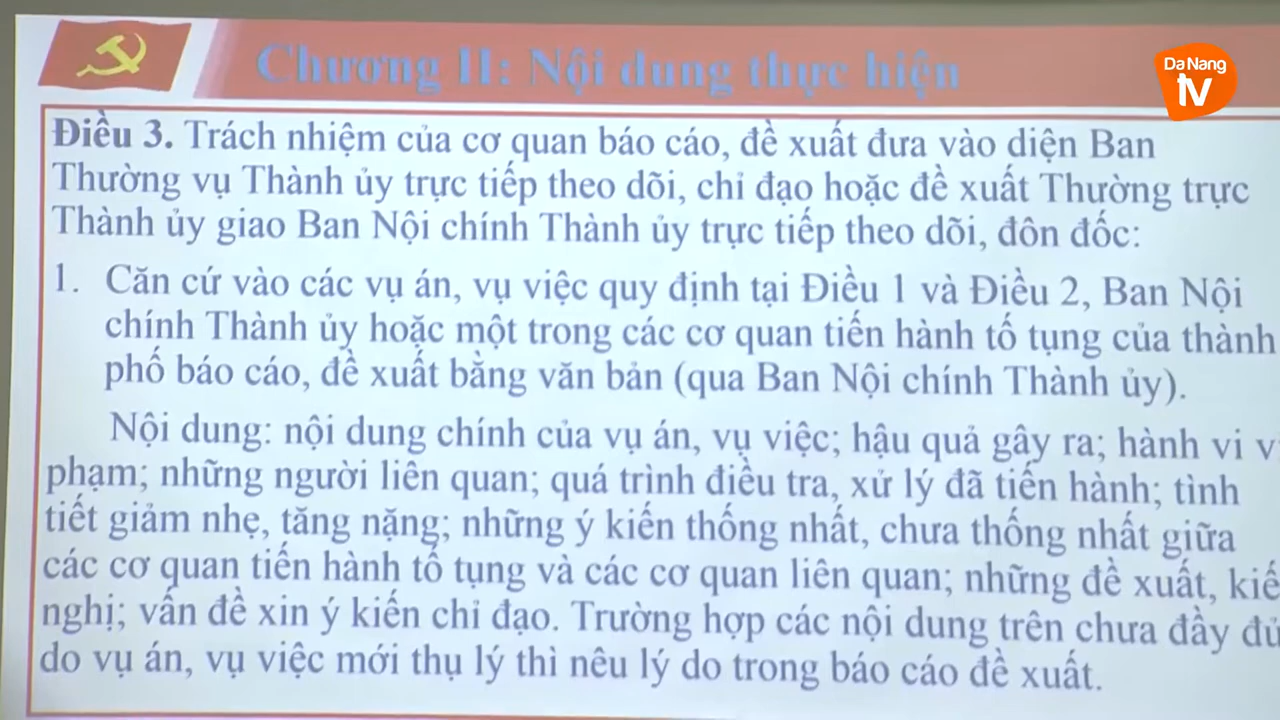 Chương II: Nội dung thực hiện
Da Nang
tv
Điều 3. Trách nhiệm của cơ quan báo cáo, đề xuất đưa vào diện Ban
Thường vụ Thành ủy trực tiếp theo dõi, chỉ đạo hoặc đề xuất Thường trực
Thành ủy giao Ban Nội chính Thành ủy trực tiếp theo dõi, đôn đốc:
1. Căn cứ vào các vụ án, vụ việc quy định tại Điều 1 và Điều 2, Ban Nội
chính Thành ủy hoặc một trong các cơ quan tiến hành tố tụng của thành
phố báo cáo, đề xuất bằng văn bản (qua Ban Nội chính Thành ủy).
Nội dung: nội dung chính của vụ án, vụ việc; hậu quả gây ra; hành vi
phạm; những người liên quan; quá trình điều tra, xử lý đã tiến hành; tình
tiết giảm nhẹ, tăng nặng; những ý kiến thống nhất, chưa thống nhất giữa
các cơ quan tiến hành tố tụng và các cơ quan liên quan; những đề xuất,
nghị; vấn đề xin ý kiến chỉ đạo. Trường hợp các nội dung trên chưa đầy đủ
do vụ án, vụ việc mới thụ lý thì nêu lý do trong báo cáo đề xuất.